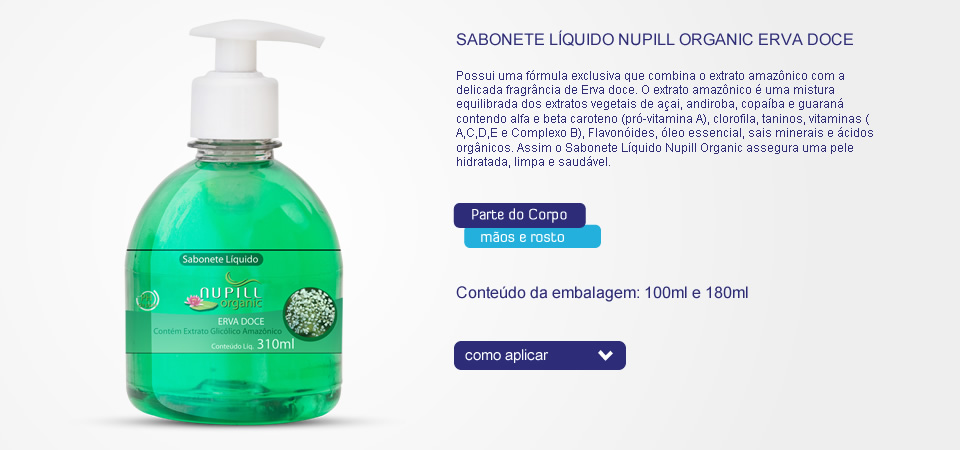 SABONETE LÍQUIDO NUPILL ORGANIC ERVA DOCE
Possui uma fórmula exclusiva que combina o extrato amazônico com a
delicada fragrância de Erva doce. O extrato amazônico é uma mistura
equilibrada dos extratos vegetais de açai, andiroba, copaíba e guaraná
contendo alfa e beta caroteno (pró-vitamina A), clorofila, taninos, vitaminas (
A,C,D,E e Complexo B), Flavonóides, óleo essencial, sais minerais e ácidos
orgânicos. Assim o Sabonete Líquido Nupill Organic assegura uma pele
hidratada, limpa e saudável.
Parte do Corpo
mãos e rosto
Conteúdo da embalagem: 100ml e 180ml
como aplicar
Sabonete Líquido
NUPILL
organic
ERVA DOCE
Contém Extrato Glicólico Amazônico
Conteúdo Liq. 310ml